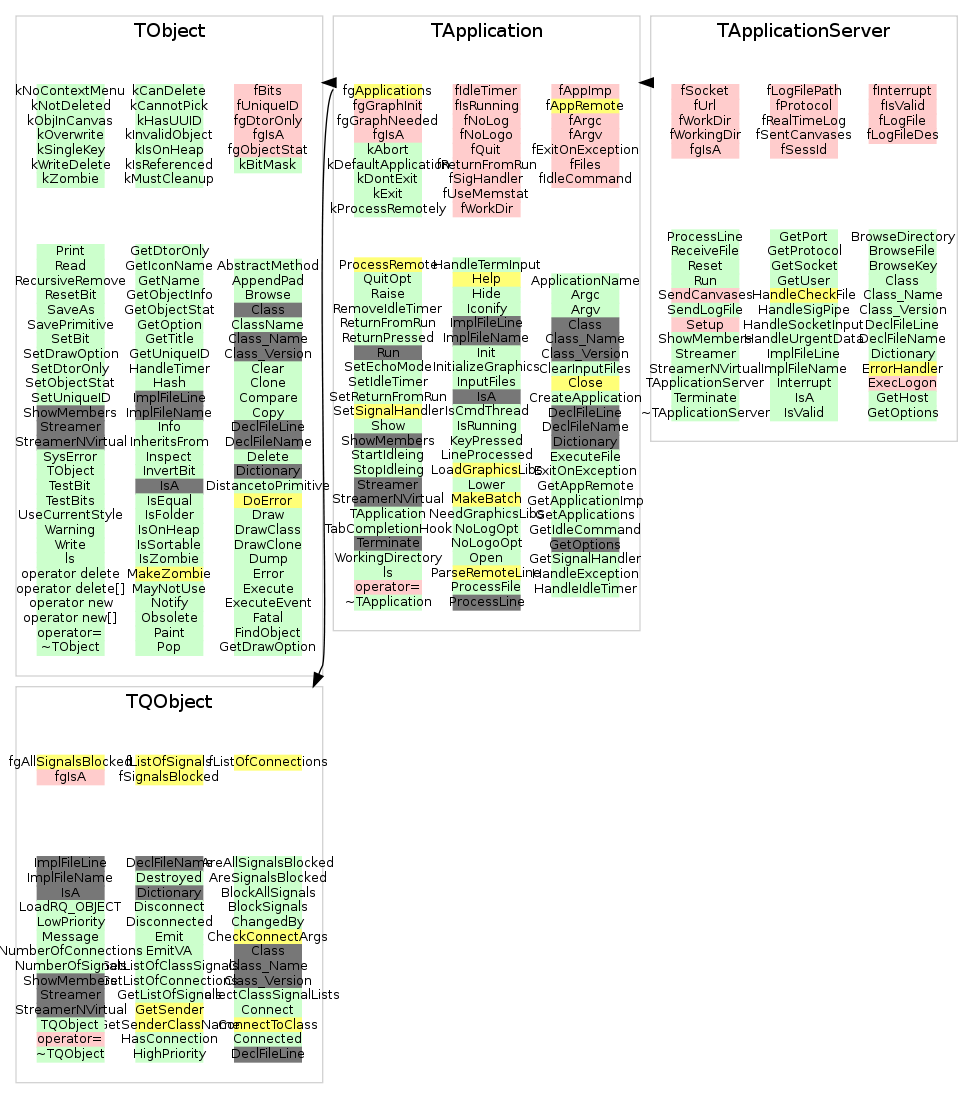 TObject
kNoContextMenu
kNotDeleted
kObjInCanvas
kOverwrite
kSingleKey
kWriteDelete
kZombie
kCanDelete
kCannotPick
kHasUUID
kInvalidObject
kIsOnHeap
kIsReferenced
kMustCleanup
fBits
fUniqueID
fgDtorOnly
fgIsA
fgObjectStat
kBitMask
Print
Read
RecursiveRemove
ResetBit
SaveAs
SavePrimitive
SetBit
SetDrawOption
SetDtorOnly
SetObjectStat
SetUniqueID
ShowMembers
Streamer
StreamerNVirtual
SysError
TObject
TestBit
TestBits
UseCurrentStyle
Warning
Write
ls
operator delete
operator delete[]
operator new
operator new[]
operator=
~TObject
GetDtorOnly
GetIconName
GetName
GetObjectInfo
GetObjectStat
GetOption
GetTitle
GetUniqueID
HandleTimer
Hash
ImplFileLine
ImplFileName
Info
InheritsFrom
Inspect
InvertBit
IsA
IsEqual
IsFolder
IsOnHeap
IsSortable
IsZombie
MakeZombie
MayNotUse
Notify
Obsolete
Paint
Pop
AbstractMethod
AppendPad
Browse
Class
ClassName
Class_Name
Class_Version
Clear
Clone
Compare
Copy
DeclFileLine
DeclFileName
Delete
Dictionary
DistancetoPrimitive
DoError
Draw
DrawClass
DrawClone
Dump
Error
Execute
ExecuteEvent
Fatal
FindObject
GetDrawOption
TApplication
fgApplications
fgGraphInit
fgGraphNeeded
fgIsA
kAbort
kDefaultApplication
kDontExit
kExit
kProcessRemotely
fIdleTimer
fIsRunning
fNoLog
fNoLogo
fQuit
fReturnFromRun
fSigHandler
fUseMemstat
fWorkDir
fAppImp
fAppRemote
fArgc
fArgv
fExitOnException
fFiles
fIdleCommand
ProcessRemote
QuitOpt
Raise
RemoveIdleTimer
ReturnFromRun
ReturnPressed
Run
SetEchoMode
SetIdleTimer
SetReturnFromRun
SetSignalHandler
Show
ShowMembers
StartIdleing
StopIdleing
Streamer
StreamerNVirtual
TApplication
TabCompletionHook
Terminate
WorkingDirectory
ls
operator=
~TApplication
HandleTermInput
Help
Hide
Iconify
ImplFileLine
ImplFileName
Init
InitializeGraphics
InputFiles
IsA
IsCmdThread
IsRunning
KeyPressed
LineProcessed
LoadGraphicsLibs
Lower
MakeBatch
NeedGraphicsLibs
NoLogOpt
NoLogoOpt
Open
ParseRemoteLine
ProcessFile
ProcessLine
ApplicationName
Argc
Argv
Class
Class_Name
Class_Version
ClearInputFiles
Close
CreateApplication
DeclFileLine
DeclFileName
Dictionary
ExecuteFile
ExitOnException
GetAppRemote
GetApplicationImp
GetApplications
GetIdleCommand
GetOptions
GetSignalHandler
HandleException
HandleIdleTimer
TApplicationServer
fSocket
fUrl
fWorkDir
fWorkingDir
fgIsA
fLogFilePath
fProtocol
fRealTimeLog
fSentCanvases
fSessId
fInterrupt
fIsValid
fLogFile
fLogFileDes
ProcessLine
ReceiveFile
Reset
Run
SendCanvases
SendLogFile
Setup
ShowMembers
Streamer
StreamerNVirtual
TApplicationServer
Terminate
~TApplicationServer
GetPort
GetProtocol
GetSocket
GetUser
HandleCheckFile
HandleSigPipe
HandleSocketInput
HandleUrgentData
ImplFileLine
ImplFileName
Interrupt
IsA
IsValid
BrowseDirectory
BrowseFile
BrowseKey
Class
Class_Name
Class_Version
DeclFileLine
DeclFileName
Dictionary
ErrorHandler
ExecLogon
GetHost
GetOptions
TQObject
fgAllSignalsBlocked
fgIsA
fListOfSignals
fSignalsBlocked
fListOfConnections
ImplFileLine
ImplFileName
IsA
LoadRQ_OBJECT
LowPriority
Message
NumberOfConnections
NumberOfSignals
ShowMembers
Streamer
StreamerNVirtual
TQObject
operator=
~TQObject
DeclFileName
Destroyed
Dictionary
Disconnect
Disconnected
Emit
EmitVA
GetListOfClassSignals
GetListOfConnections
GetListOfSignals
GetSender
GetSenderClassName
HasConnection
HighPriority
AreAllSignalsBlocked
AreSignalsBlocked
BlockAllSignals
BlockSignals
ChangedBy
CheckConnectArgs
Class
Class_Name
Class_Version
CollectClassSignalLists
Connect
ConnectToClass
Connected
DeclFileLine